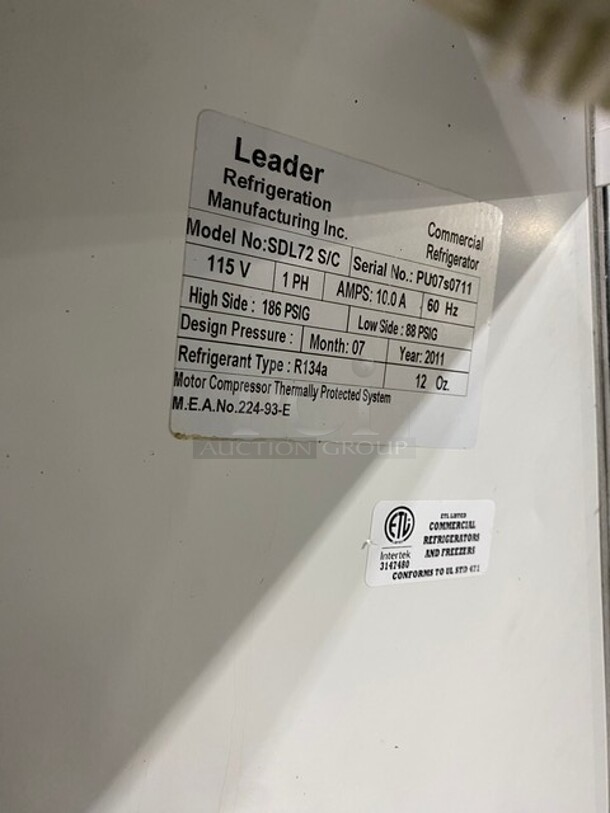 Leader
Refrigeration
Manufacturing Inc.
Commercial
Refrigerator
Model No:SDL72 S/C Serial No.: PU07s0711
115 V 1 PH AMPS: 10.0 A 60 Hz
High Side : 186 PSIG Low Side : 88 PSIG
Design Pressure : Month: 07 Year: 2011
Refrigerant Type : R134a 12 Oz.
Motor Compressor Thermally Protected System
M.E.A.No.224-93-E
AUCTION GROUP
ETL LISTED
COMMERCIAL
REFRIGERATORS
AND FREEZERS
ETL
Intertek
3147480
CONFORMS TO UL STD 471